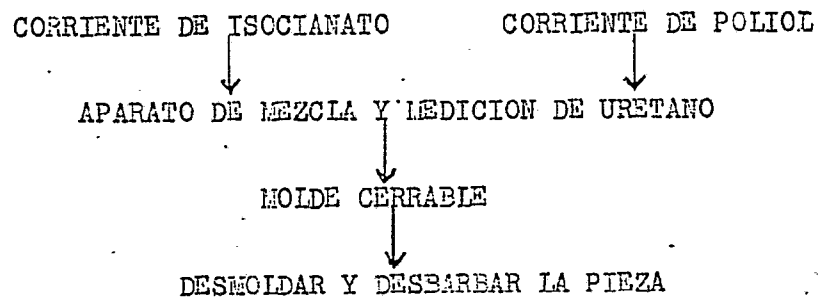 CORRIENTE DE ISOCIANATO CORRIENTE DE POLIOL
APARATO DE MEZCLA Y MEDICION DE URETANO
MOLDE CERRABLE
DESMOLDAR Y DESBARBAR LA PIEZA